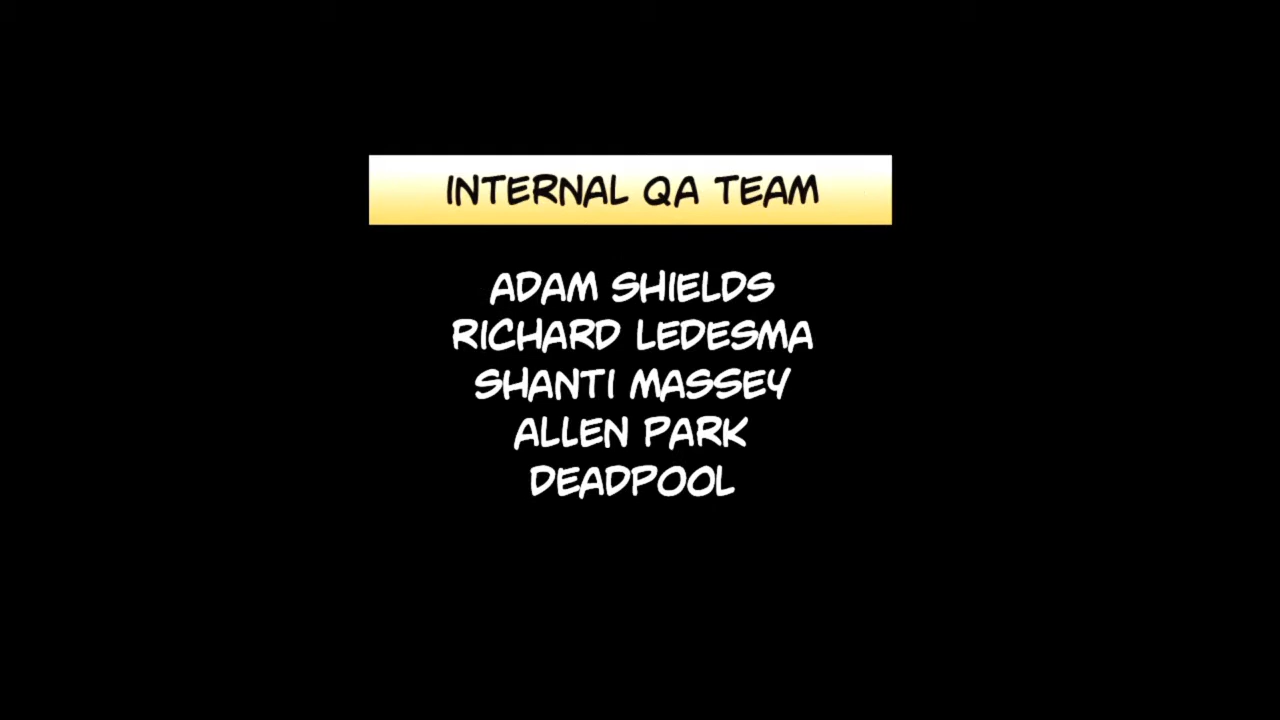 INTERNAL QA TEAM
ADAM SHIELDS
RICHARD LEDESMA
SHANTI MASSEY
ALLEN PARK
DEADPOOL